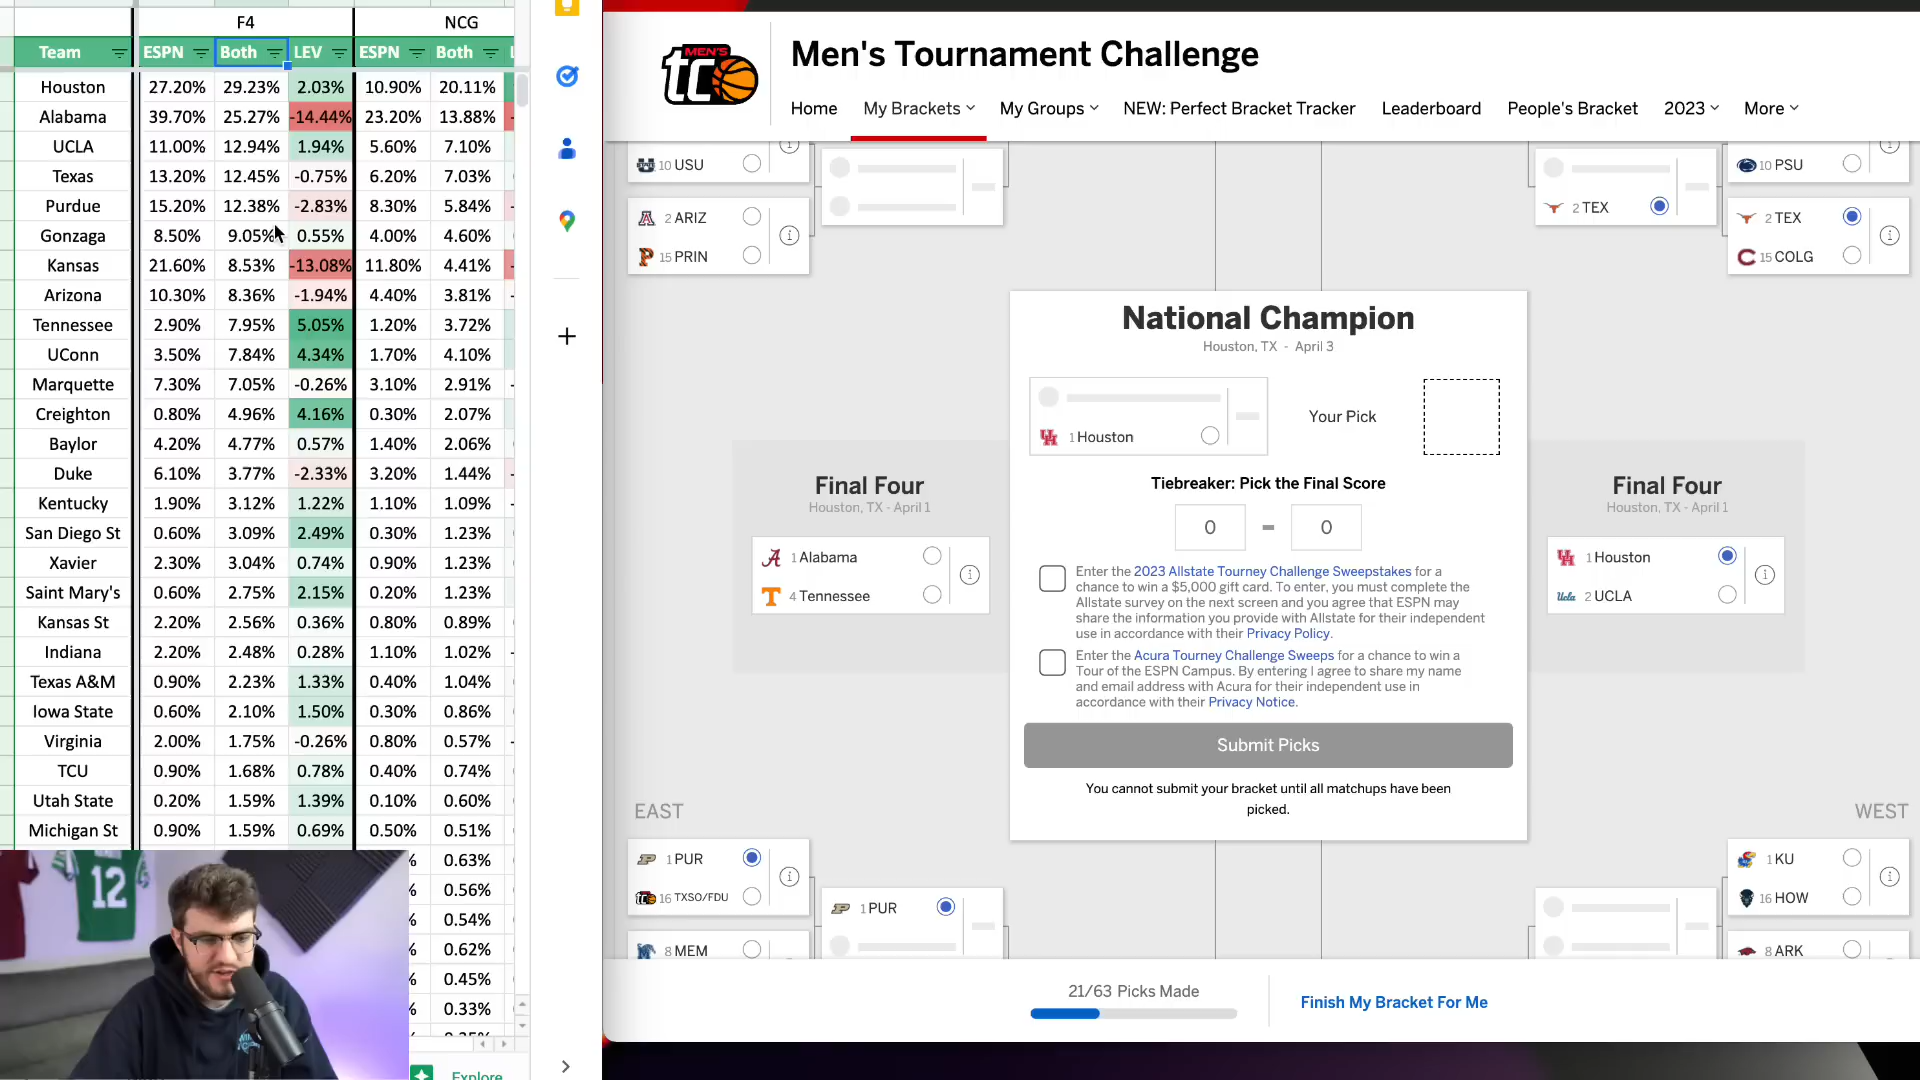 F4 NCG
Team ESPN Both LEV ESPN Both
Houston 27.20% 29.23% 2.03% 10.90% 20.11%
Alabama 39.70% 25.27% -14.44% 23.20% 13.88%
UCLA 11.00% 12.94% 1.94% 5.60% 7.10%
Texas 13.20% 12.45% -0.75% 6.20% 7.03%
Purdue 15.20% 12.38% -2.83% 8.30% 5.84%
Gonzaga 8.50% 9.05% 0.55% 4.00% 4.60%
Kansas 21.60% 8.53% -13.08% 11.80% 4.41%
Arizona 10.30% 8.36% -1.94% 4.40% 3.81%
Tennessee 2.90% 7.95% 5.05% 1.20% 3.72%
UConn 3.50% 7.84% 4.34% 1.70% 4.10%
Marquette 7.30% 7.05% -0.26% 3.10% 2.91%
Creighton 0.80% 4.96% 4.16% 0.30% 2.07%
Baylor 4.20% 4.77% 0.57% 1.40% 2.06%
Duke 6.10% 3.77% -2.33% 3.20% 1.44%
Kentucky 1.90% 3.12% 1.22% 1.10% 1.09%
San Diego St 0.60% 3.09% 2.49% 0.30% 1.23%
Xavier 2.30% 3.04% 0.74% 0.90% 1.23%
Saint Mary's 0.60% 2.75% 2.15% 0.20% 1.23%
Kansas St 2.20% 2.56% 0.36% 0.80% 0.89%
Indiana 2.20% 2.48% 0.28% 1.10% 1.02%
Texas A&M 0.90% 2.23% 1.33% 0.40% 1.04%
Iowa State 0.60% 2.10% 1.50% 0.30% 0.86%
Virginia 2.00% 1.75% -0.26% 0.80% 0.57%
TCU 0.90% 1.68% 0.78% 0.40% 0.74%
Utah State 0.20% 1.59% 1.39% 0.10% 0.60%
Michigan St 0.90% 1.59% 0.69% 0.50% 0.51%
0.63%
0.56%
0.54%
0.62%
0.45%
0.33%
Explore
12
MEN'S
tc
Men's Tournament Challenge
Home My Brackets My Groups NEW: Perfect Bracket Tracker Leaderboard People's Bracket 2023 More
10 USU
2 ARIZ
15 PRIN
2 TEX
10 PSU
2 TEX
15 COLG
National Champion
Houston, TX - April 3
1 Houston
Your Pick
Tiebreaker: Pick the Final Score
0 - 0
Enter the 2023 Allstate Tourney Challenge Sweepstakes for a
chance to win a $5,000 gift card. To enter, you must complete the
Allstate survey on the next screen and you agree that ESPN may
share the information you provide with Allstate for their independent
use in accordance with their Privacy Policy.
Enter the Acura Tourney Challenge Sweeps for a chance to win a
Tour of the ESPN Campus. By entering I agree to share my name
and email address with Acura for their independent use in
accordance with their Privacy Notice.
Submit Picks
You cannot submit your bracket until all matchups have been
picked.
Final Four
Houston, TX - April 1
1 Alabama
4 Tennessee
Final Four
Houston, TX - April 1
1 Houston
Ucla 2 UCLA
EAST
1 PUR
16 TXSO/FDU
8 MEM
1 PUR
WEST
1 KU
16 HOW
8 ARK
21/63 Picks Made
Finish My Bracket For Me